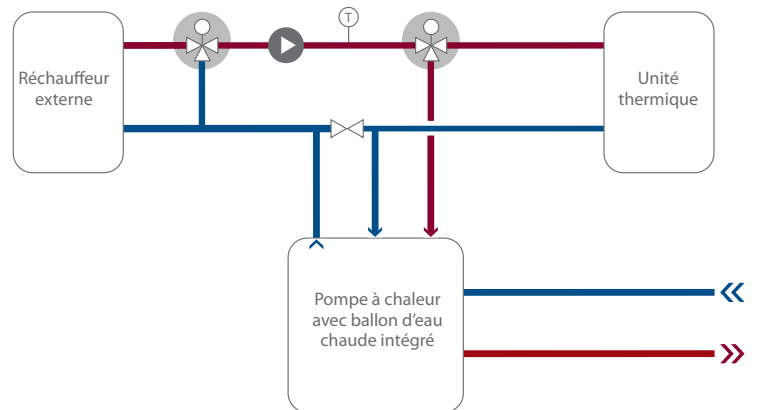 T
Réchauffeur
externe
Unité
thermique
Pompe à chaleur
avec ballon d’eau
chaude intégré